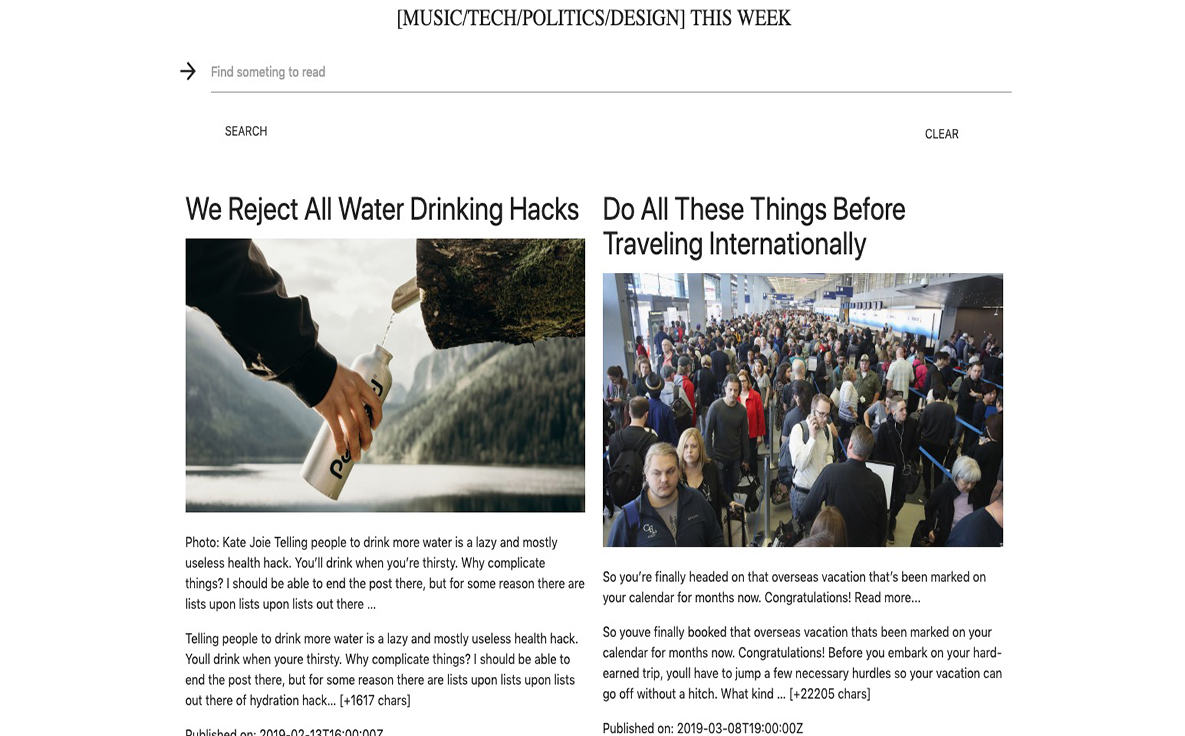 [MUSIC/TECH/POLITICS/DESIGN] THIS WEEK
Find someting to read
SEARCH
CLEAR
We Reject All Water Drinking Hacks
Photo: Kate Joie Telling people to drink more water is a lazy and mostly
useless health hack. You’ll drink when you’re thirsty. Why complicate
things? I should be able to end the post there, but for some reason there are
lists upon lists upon lists out there ...
Telling people to drink more water is a lazy and mostly useless health hack.
Youll drink when youre thirsty. Why complicate things? I should be able to
end the post there, but for some reason there are lists upon lists upon lists
out there of hydration hack… [+1617 chars]
Published on: 2019-02-13T16:00:00Z
Do All These Things Before
Traveling Internationally
So you’re finally headed on that overseas vacation that’s been marked on
your calendar for months now. Congratulations! Read more...
So youve finally booked that overseas vacation thats been marked on your
calendar for months now. Congratulations! Before you embark on your hard-
earned trip, youll have to jump a few necessary hurdles so your vacation can
go off without a hitch. What kind … [+22205 chars]
Published on: 2019-03-08T19:00:00Z